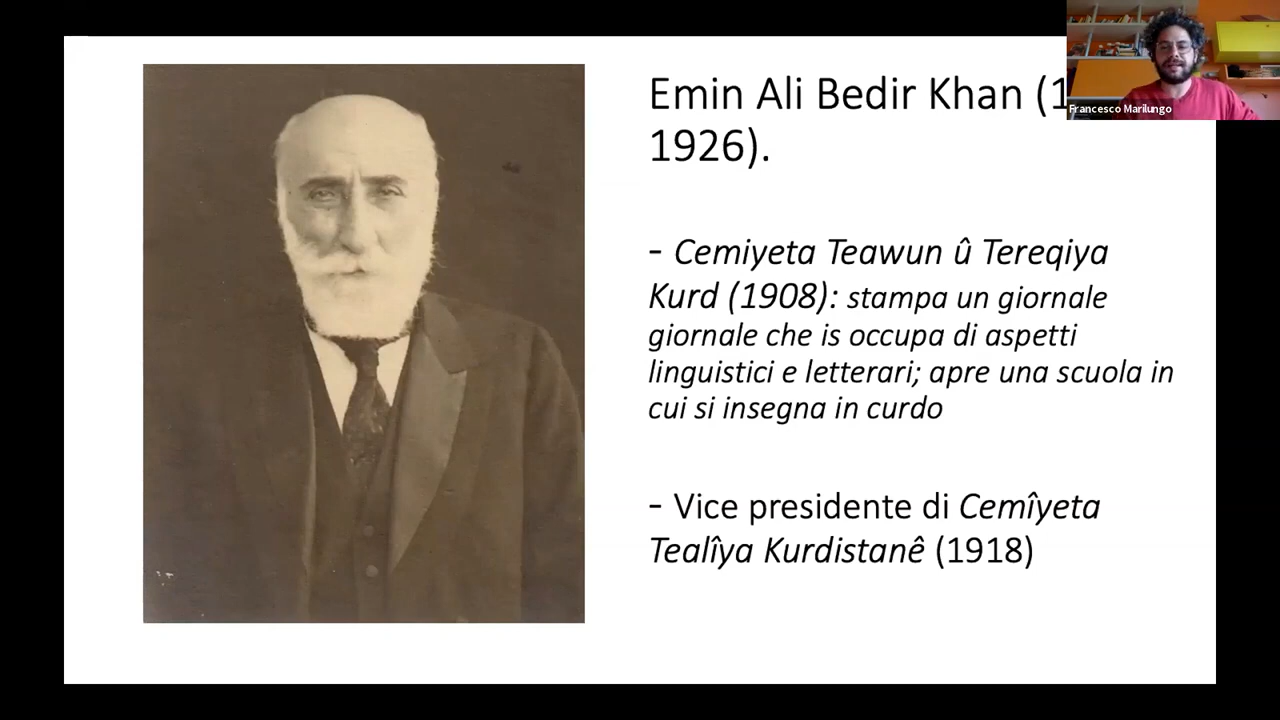 Emin Ali Bedir Khan (1
1926).
- Cemiyeta Teawun û Tereqiya
Kurd (1908): stampa un giornale
giornale che is occupa di aspetti
linguistici e letterari; apre una scuola in
cui si insegna in curdo
- Vice presidente di Cemîyeta
Tealîya Kurdistanê (1918)
Francesco Marilungo